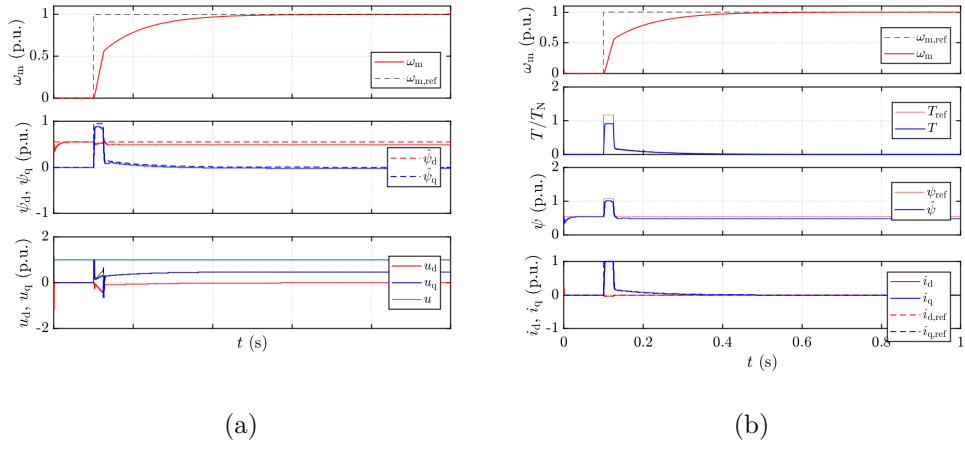 1
0.5
0
ω_m (p.u.)
ω_m
ω_m,ref
1
0
-1
ψ_d, ψ_q (p.u.)
ψ̂_d
ψ̂_q
2
0
-2
u_d, u_q (p.u.)
u_d
u_q
u
t (s)
(a)
1
0.5
0
ω_m (p.u.)
ω_m,ref
ω_m
2
1
0
T/T_N
T_ref
T
2
1
0
ψ (p.u.)
ψ_ref
ψ̂
1
0
-1
i_d, i_q (p.u.)
i_d
i_q
i_d,ref
i_q,ref
0 0.2 0.4 0.6 0.8 1
t (s)
(b)